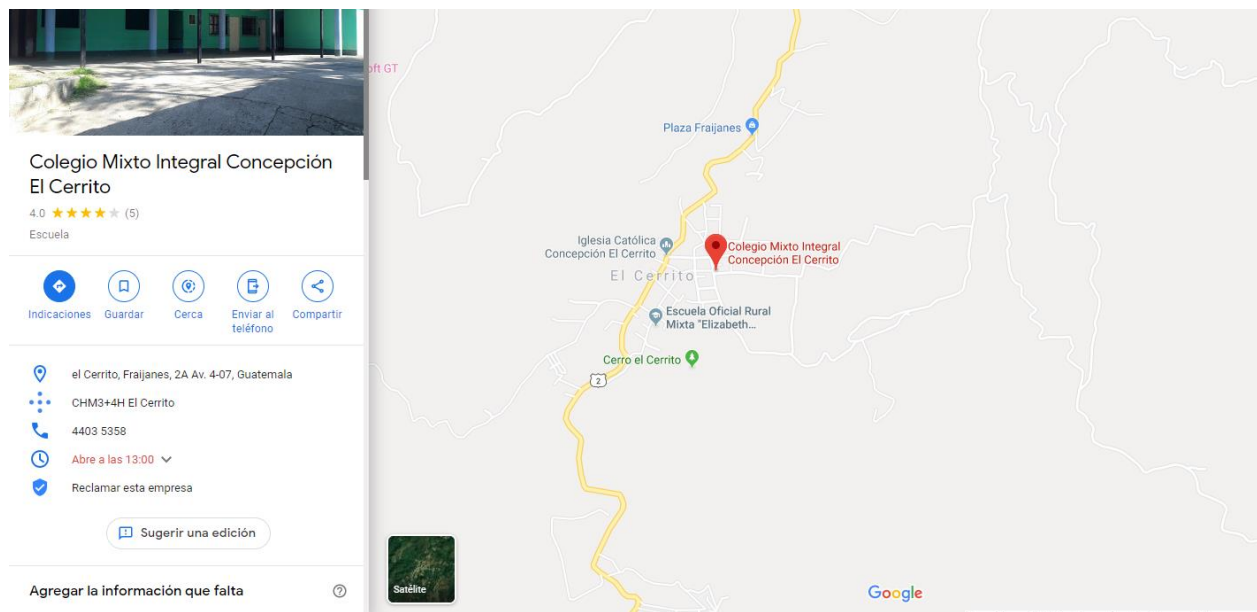 Colegio Mixto Integral Concepción
El Cerrito
4.0 (5)
Escuela
Indicaciones
Guardar
Cerca
Enviar al
teléfono
Compartir
el Cerrito, Fraijanes, 2A Av. 4-07, Guatemala
CHM3+4H El Cerrito
4403 5358
Abre a las 13:00
Reclamar esta empresa
Sugerir una edición
Agregar la información que falta
oft GT
Plaza Fraijanes
Iglesia Católica
Concepción El Cerrito
Colegio Mixto Integral
Concepción El Cerrito
El Cerrito
Escuela Oficial Rural
Mixta "Elizabeth...
Cerro el Cerrito
2
Satélite
Google